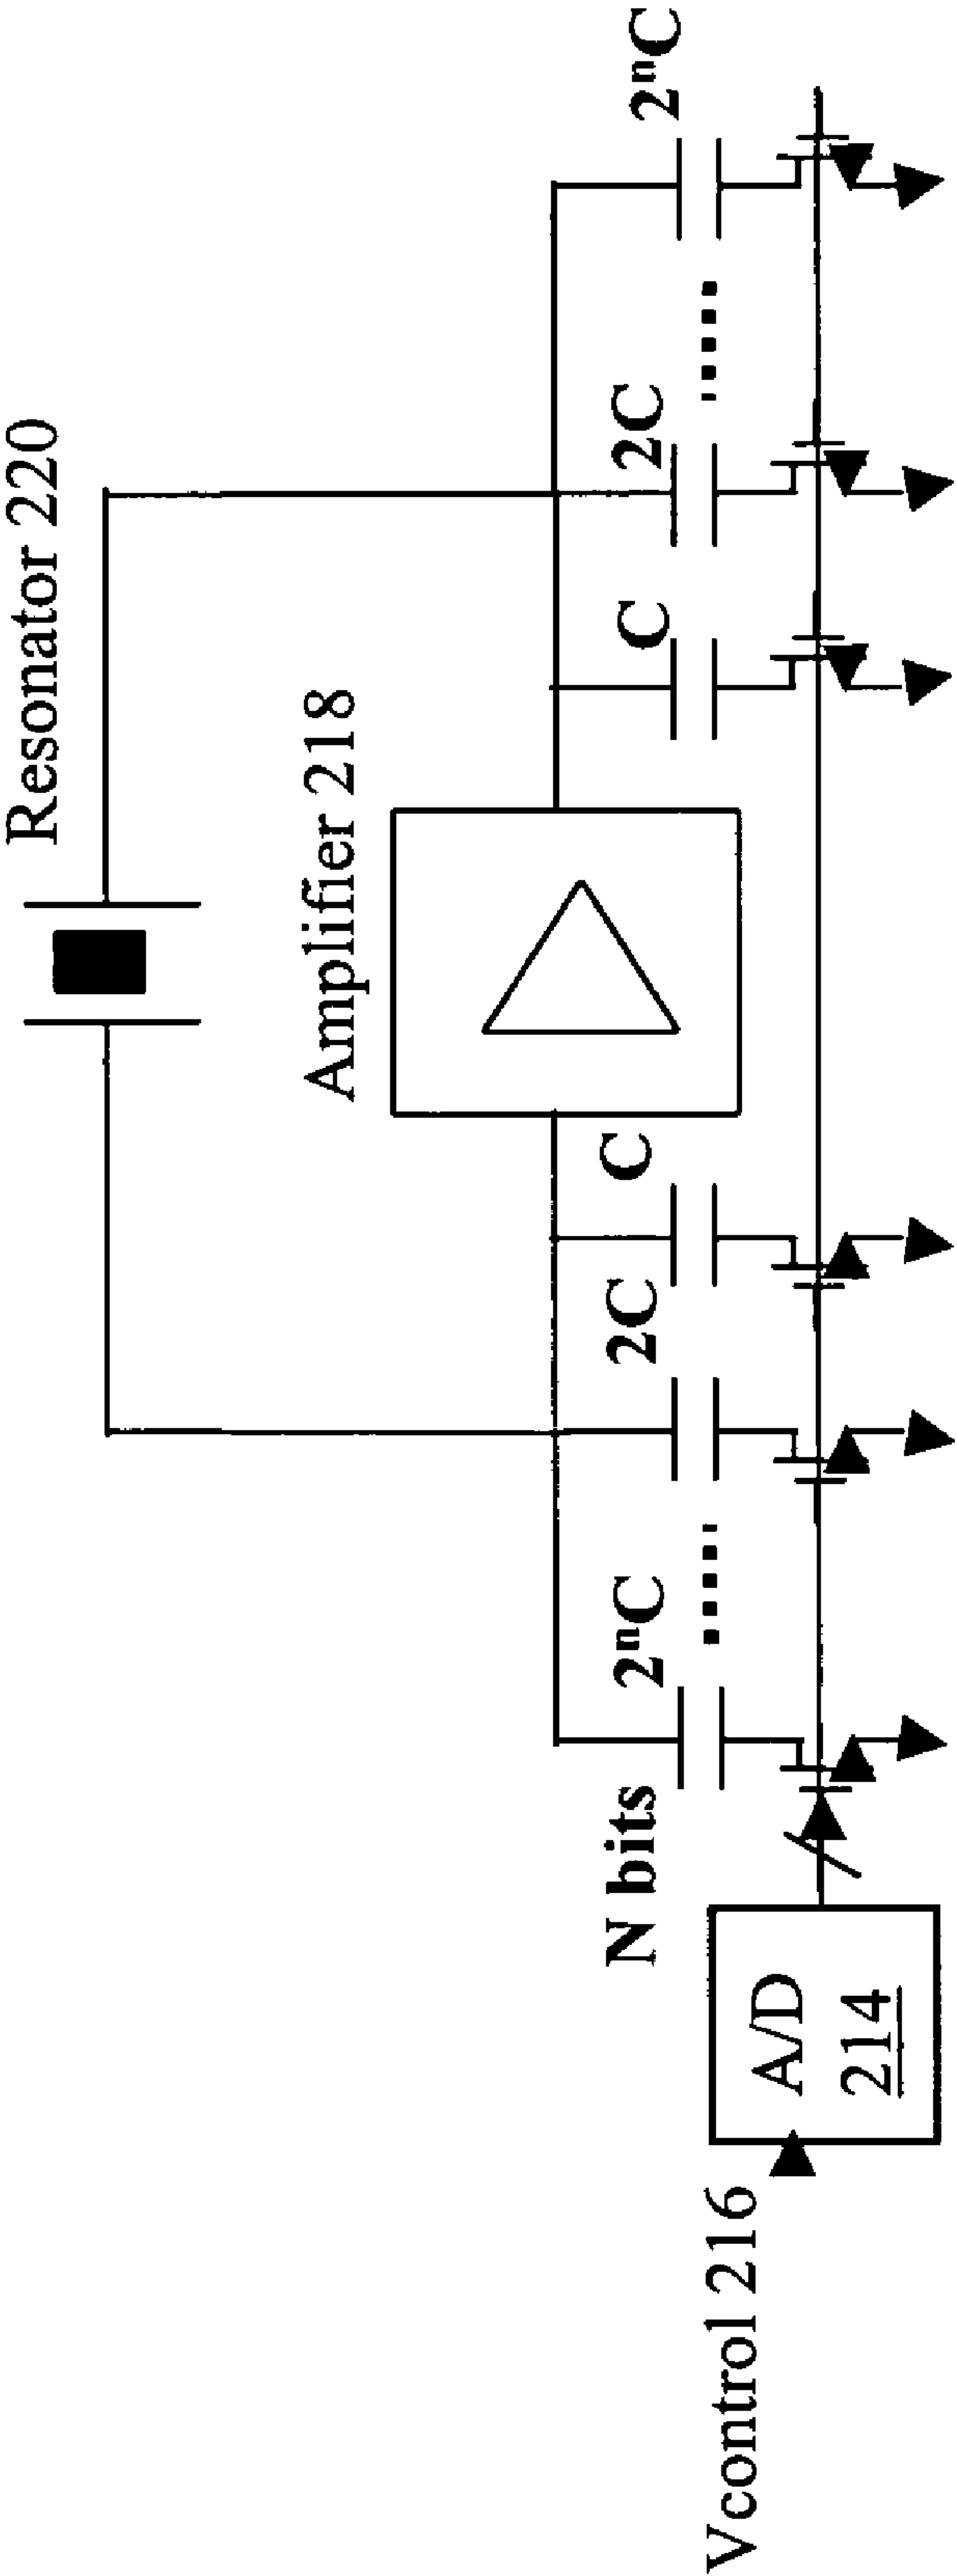 Resonator 220
Amplifier 218
N bits
2ⁿC
2C
C
C
2C
2ⁿC
A/D
214
Vcontrol 216